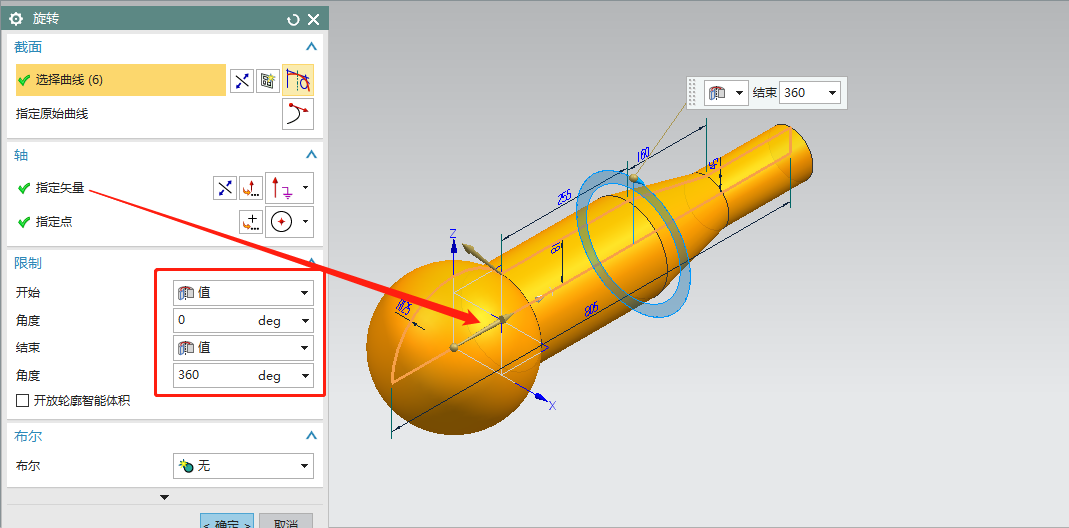 旋转
截面
选择曲线 (6)
指定原始曲线
轴
指定矢量
指定点
限制
开始
值
角度
0 deg
结束
值
角度
360 deg
开放轮廓智能体积
布尔
布尔
无
< 确定 >
取消
结束 360
160
255
805
Z
X